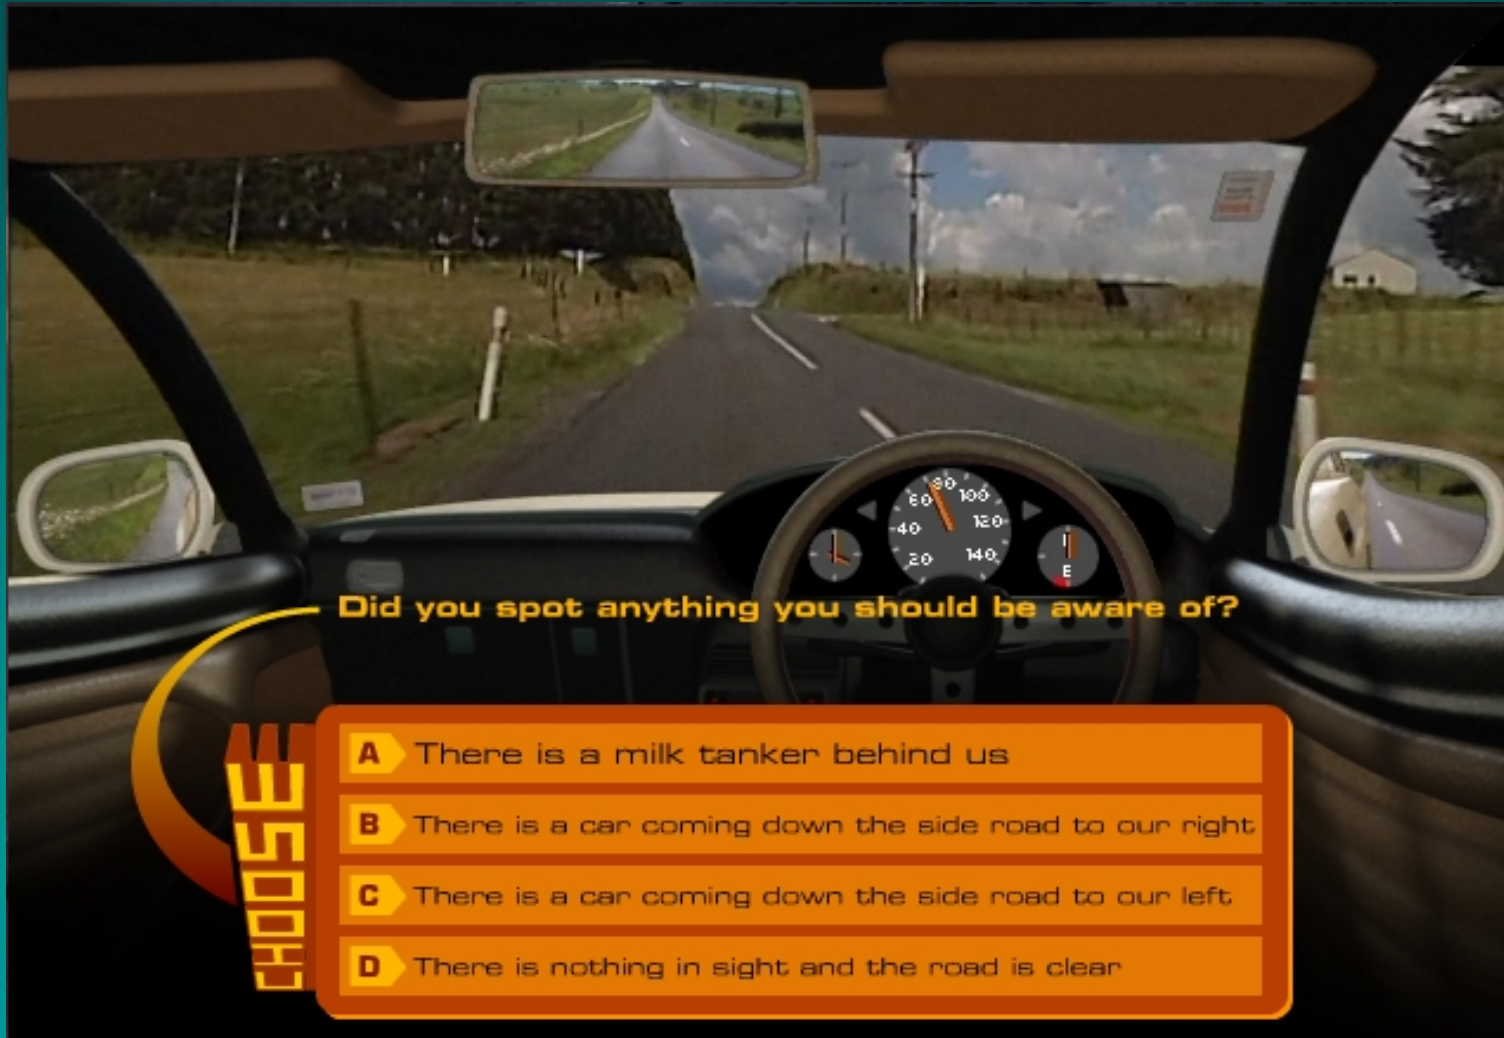 60 80 100
40 120
20 140
E
Did you spot anything you should be aware of?
CHOOSE
A There is a milk tanker behind us
B There is a car coming down the side road to our right
C There is a car coming down the side road to our left
D There is nothing in sight and the road is clear